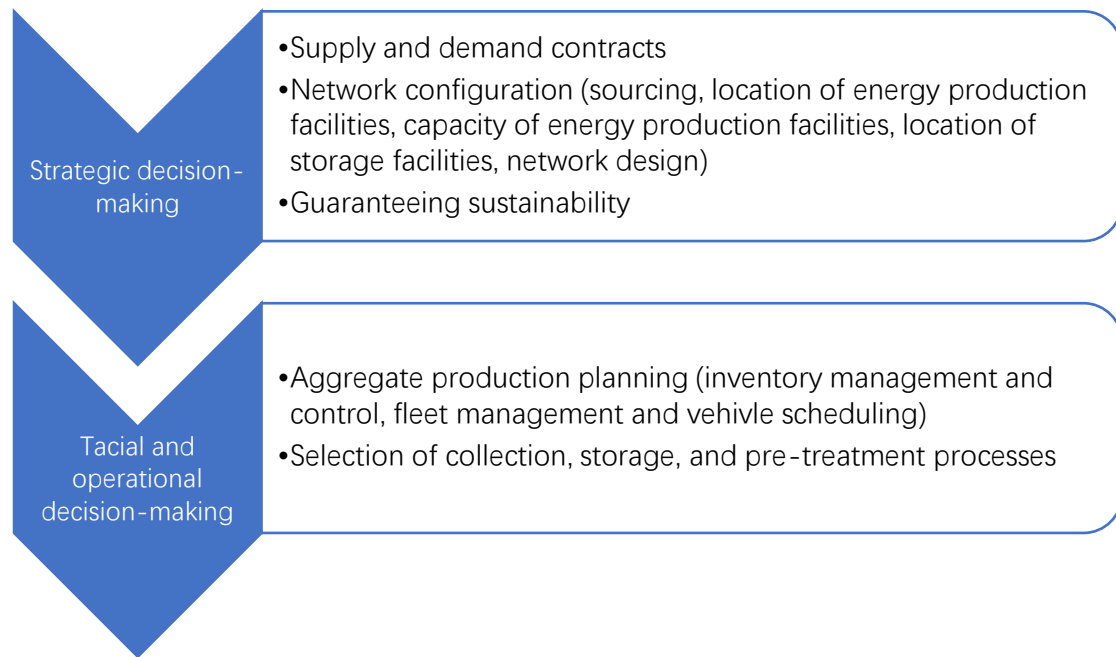 Strategic decision-
making
•Supply and demand contracts
•Network configuration (sourcing, location of energy production
facilities, capacity of energy production facilities, location of
storage facilities, network design)
•Guaranteeing sustainability
Tacial and
operational
decision-making
•Aggregate production planning (inventory management and
control, fleet management and vehivle scheduling)
•Selection of collection, storage, and pre-treatment processes